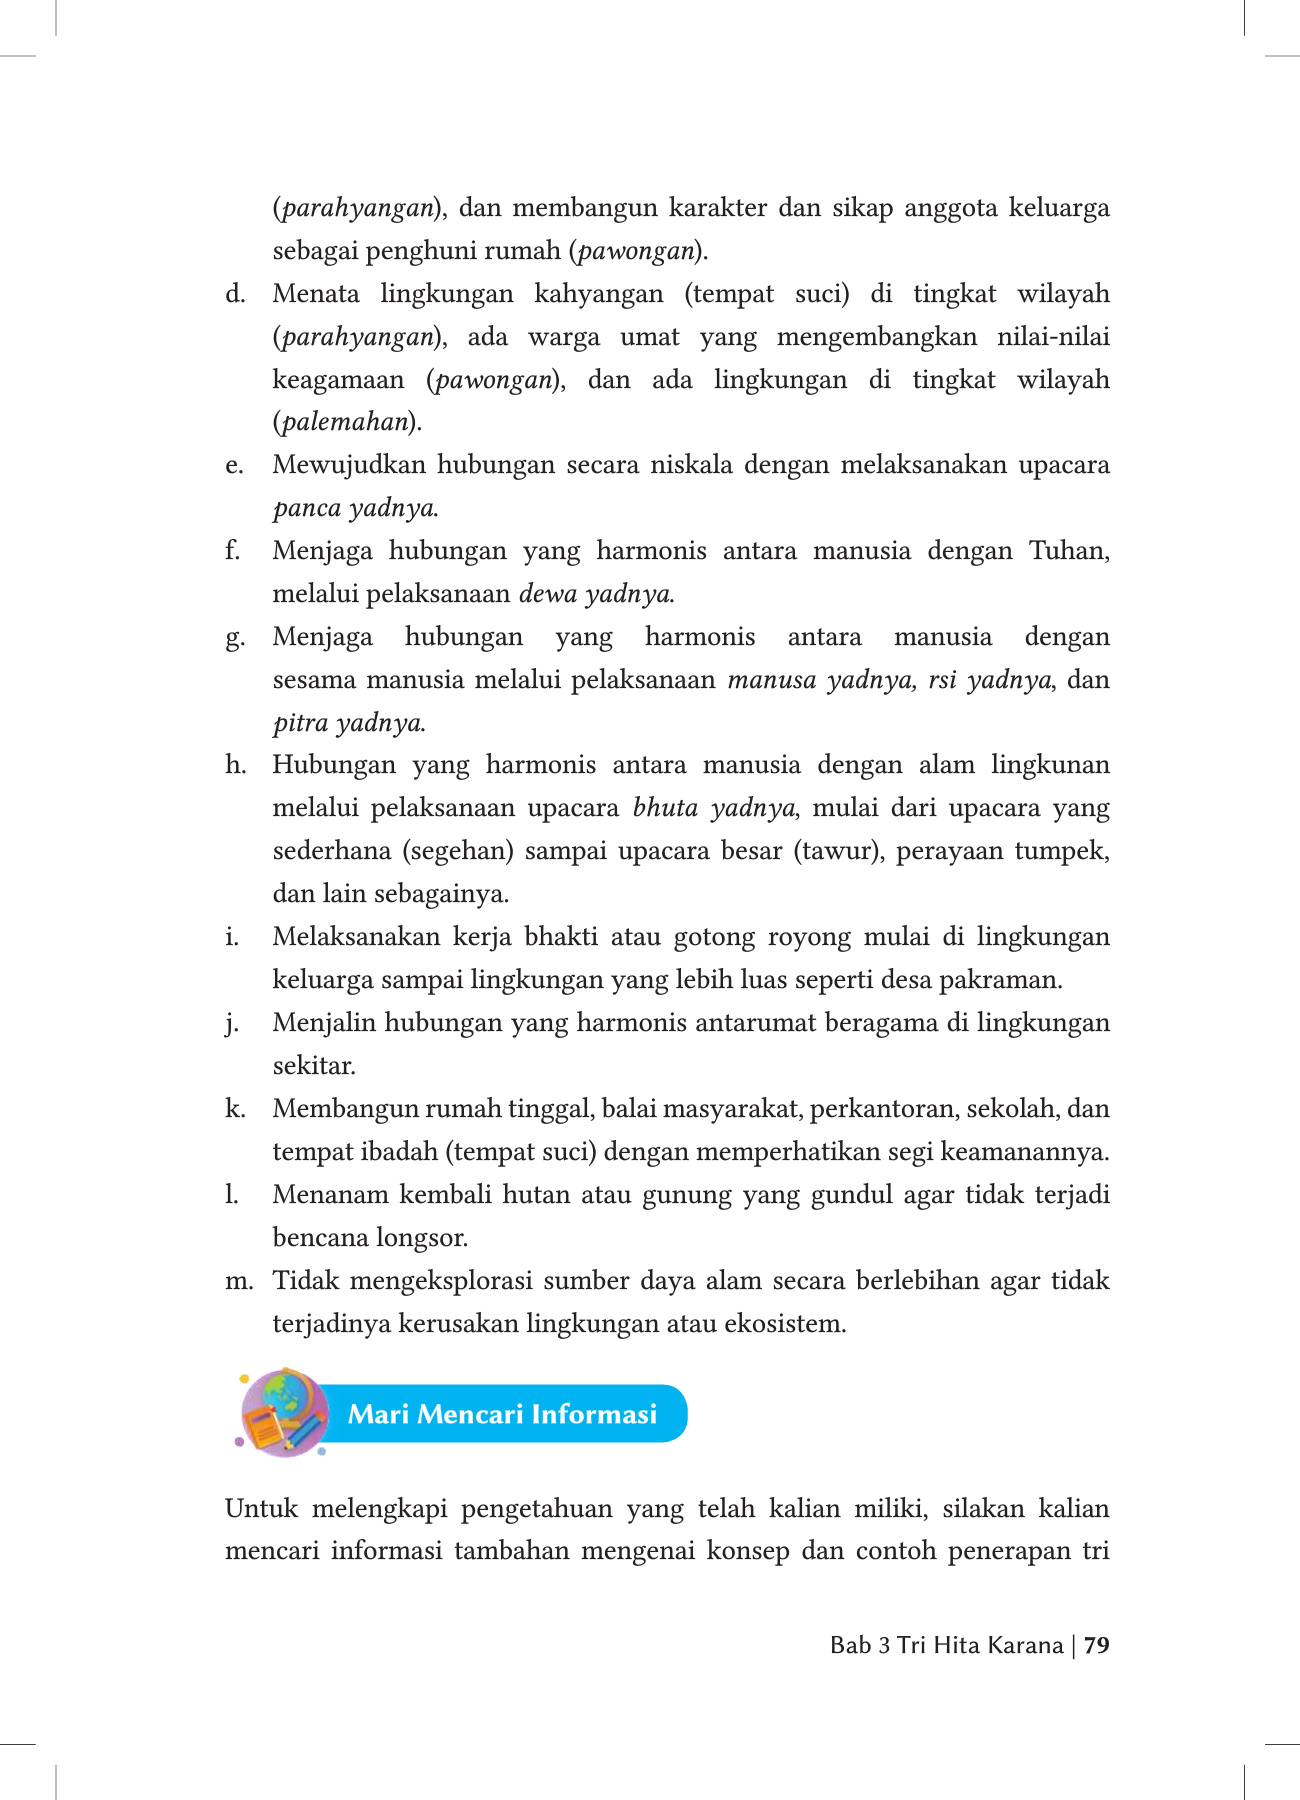 (parahyangan), dan membangun karakter dan sikap anggota keluarga
sebagai penghuni rumah (pawongan).
d. Menata lingkungan kahyangan (tempat suci) di tingkat wilayah
(parahyangan), ada warga umat yang mengembangkan nilai-nilai
keagamaan (pawongan), dan ada lingkungan di tingkat wilayah
(palemahan).
e. Mewujudkan hubungan secara niskala dengan melaksanakan upacara
panca yadnya.
f. Menjaga hubungan yang harmonis antara manusia dengan Tuhan,
melalui pelaksanaan dewa yadnya.
g. Menjaga hubungan yang harmonis antara manusia dengan
sesama manusia melalui pelaksanaan manusa yadnya, rsi yadnya, dan
pitra yadnya.
h. Hubungan yang harmonis antara manusia dengan alam lingkunan
melalui pelaksanaan upacara bhuta yadnya, mulai dari upacara yang
sederhana (segehan) sampai upacara besar (tawur), perayaan tumpek,
dan lain sebagainya.
i. Melaksanakan kerja bhakti atau gotong royong mulai di lingkungan
keluarga sampai lingkungan yang lebih luas seperti desa pakraman.
j. Menjalin hubungan yang harmonis antarumat beragama di lingkungan
sekitar.
k. Membangun rumah tinggal, balai masyarakat, perkantoran, sekolah, dan
tempat ibadah (tempat suci) dengan memperhatikan segi keamanannya.
l. Menanam kembali hutan atau gunung yang gundul agar tidak terjadi
bencana longsor.
m. Tidak mengeksplorasi sumber daya alam secara berlebihan agar tidak
terjadinya kerusakan lingkungan atau ekosistem.
Mari Mencari Informasi
Untuk melengkapi pengetahuan yang telah kalian miliki, silakan kalian
mencari informasi tambahan mengenai konsep dan contoh penerapan tri
Bab 3 Tri Hita Karana | 79